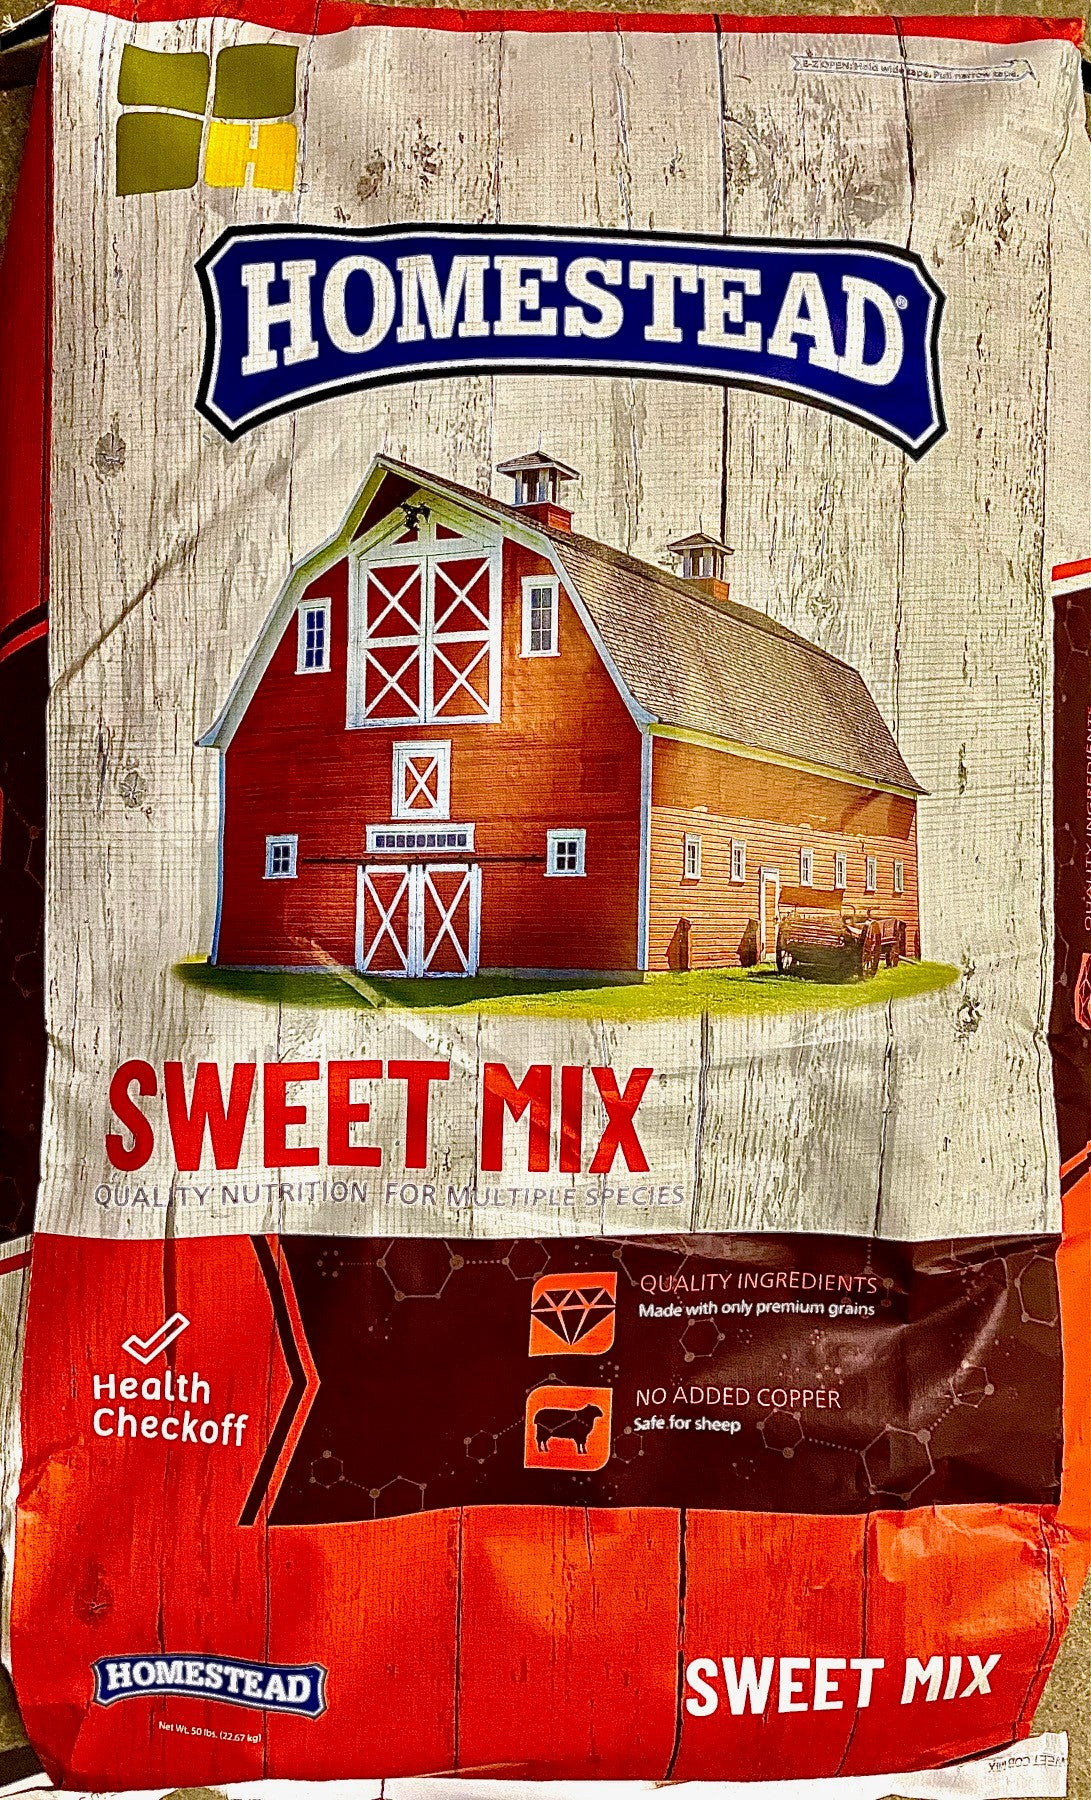 E-Z OPEN: Hold wide tape. Pull narrow tape.
H
HOMESTEAD®
SWEET MIX
QUALITY NUTRITION FOR MULTIPLE SPECIES
QUALITY INGREDIENTS
Made with only premium grains
Health
Checkoff
NO ADDED COPPER
Safe for sheep
HOMESTEAD
Net Wt. 50 lbs. (22.67 kg)
SWEET MIX